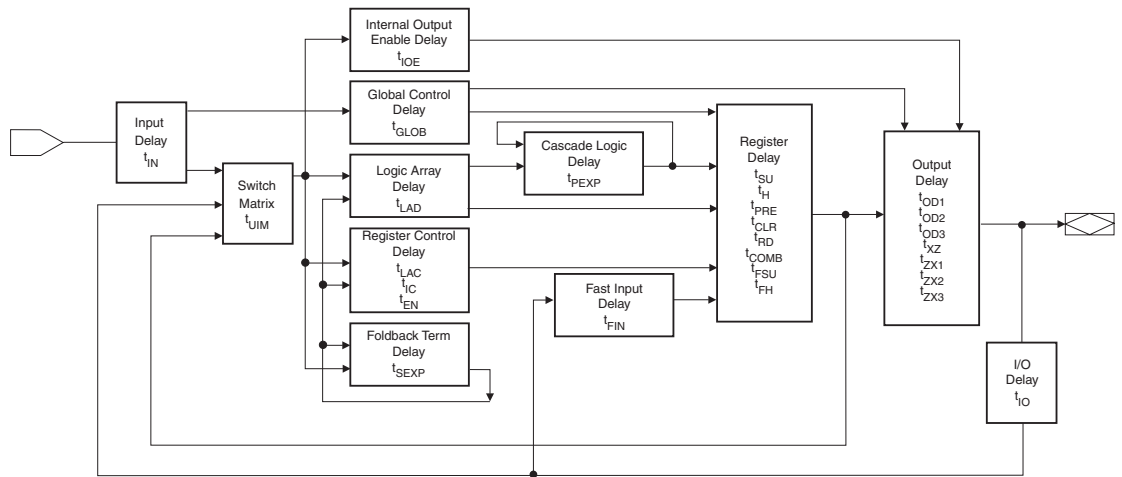 Internal Output
Enable Delay
tIOE
Global Control
Delay
tGLOB
Input
Delay
tIN
Switch
Matrix
tUIM
Logic Array
Delay
tLAD
Cascade Logic
Delay
tPEXP
Register Control
Delay
tLAC
tIC
tEN
Fast Input
Delay
tFIN
Foldback Term
Delay
tSEXP
Register
Delay
tSU
tH
tPRE
tCLR
tRD
tCOMB
tFSU
tFH
Output
Delay
tOD1
tOD2
tOD3
tXZ
tZX1
tZX2
tZX3
I/O
Delay
tIO